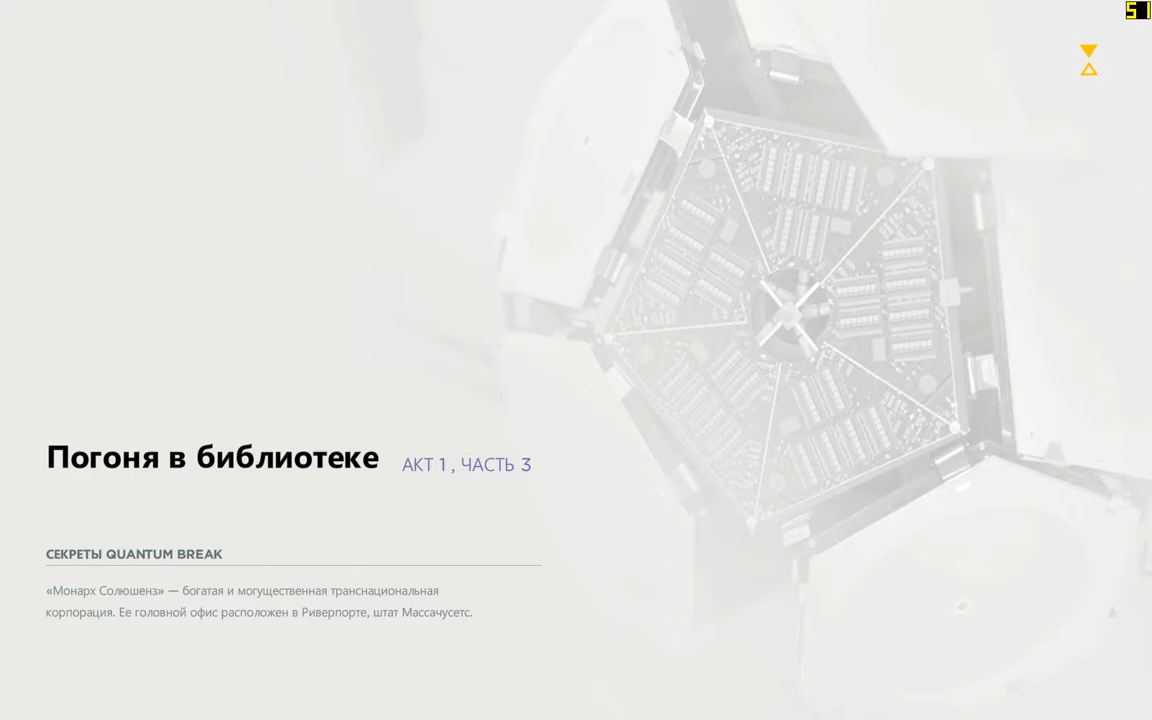 Погоня в библиотеке АКТ 1 , ЧАСТЬ 3
СЕКРЕТЫ QUANTUM BREAK
«Монарх Солюшенз» — богатая и могущественная транснациональная
корпорация. Ее головной офис расположен в Риверпорте, штат Массачусетс.